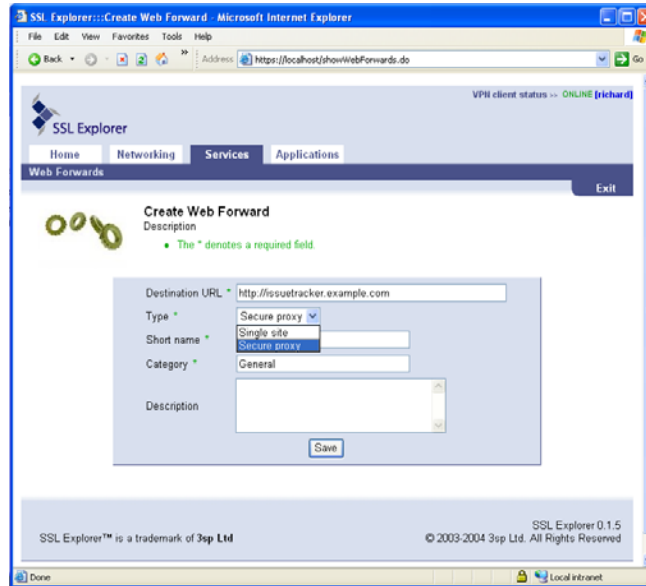 SSL Explorer:::Create Web Forward - Microsoft Internet Explorer
File Edit View Favorites Tools Help
Back » Address https://localhost/showWebForwards.do Go
VPN client status >> ONLINE [richard]
SSL Explorer
Home Networking Services Applications
Web Forwards
Exit
Create Web Forward
Description
• The * denotes a required field.
Destination URL * http://issuetracker.example.com
Type * Secure proxy
Single site
Secure proxy
Short name *
Category * General
Description
Save
SSL Explorer™ is a trademark of 3sp Ltd
SSL Explorer 0.1.5
© 2003-2004 3sp Ltd. All Rights Reserved
Done Local intranet